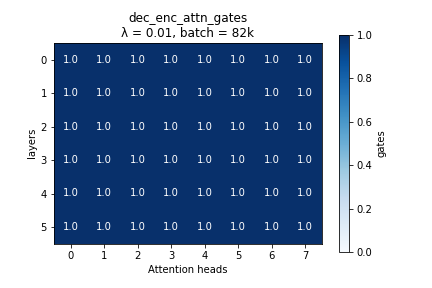 dec_enc_attn_gates
λ = 0.01, batch = 82k
layers
0 1.0 1.0 1.0 1.0 1.0 1.0 1.0 1.0
1 1.0 1.0 1.0 1.0 1.0 1.0 1.0 1.0
2 1.0 1.0 1.0 1.0 1.0 1.0 1.0 1.0
3 1.0 1.0 1.0 1.0 1.0 1.0 1.0 1.0
4 1.0 1.0 1.0 1.0 1.0 1.0 1.0 1.0
5 1.0 1.0 1.0 1.0 1.0 1.0 1.0 1.0
0 1 2 3 4 5 6 7
Attention heads
1.0
0.8
0.6
0.4
0.2
0.0
gates